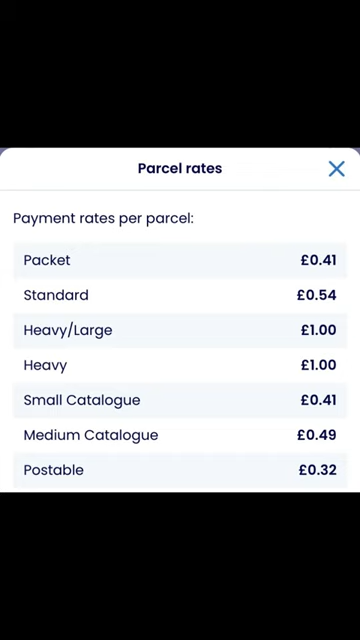 Parcel rates
Payment rates per parcel:
Packet £0.41
Standard £0.54
Heavy/Large £1.00
Heavy £1.00
Small Catalogue £0.41
Medium Catalogue £0.49
Postable £0.32